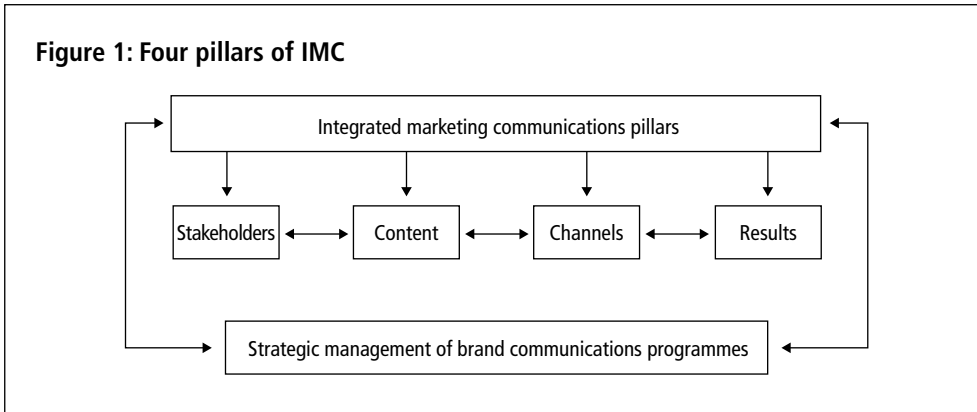 Figure 1: Four pillars of IMC
Integrated marketing communications pillars
Stakeholders
Content
Channels
Results
Strategic management of brand communications programmes